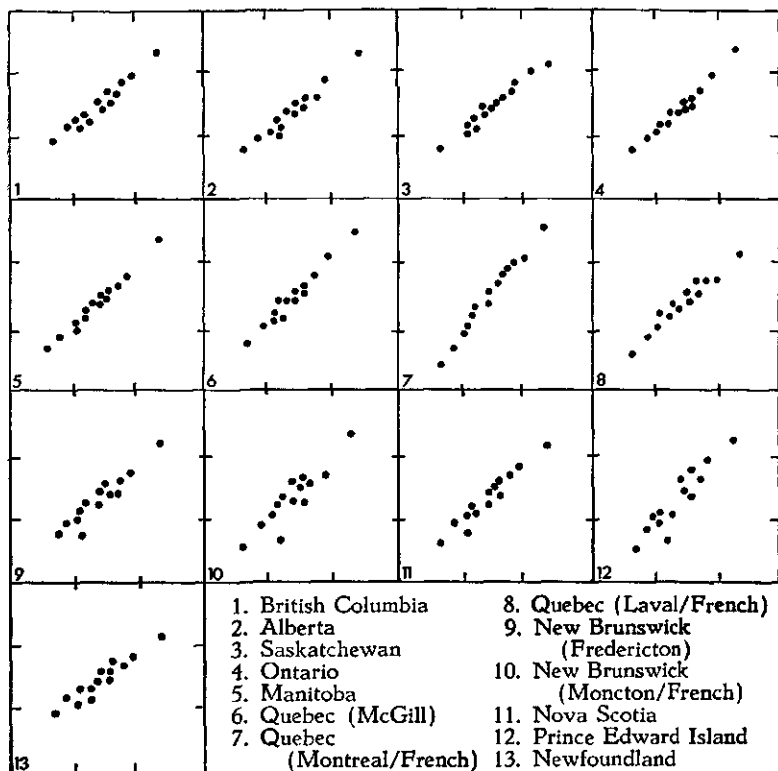 1
2
3
4
5
6
7
8
9
10
11
12
13
1. British Columbia
2. Alberta
3. Saskatchewan
4. Ontario
5. Manitoba
6. Quebec (McGill)
7. Quebec
(Montreal/French)
8. Quebec (Laval/French)
9. New Brunswick
(Fredericton)
10. New Brunswick
(Moncton/French)
11. Nova Scotia
12. Prince Edward Island
13. Newfoundland